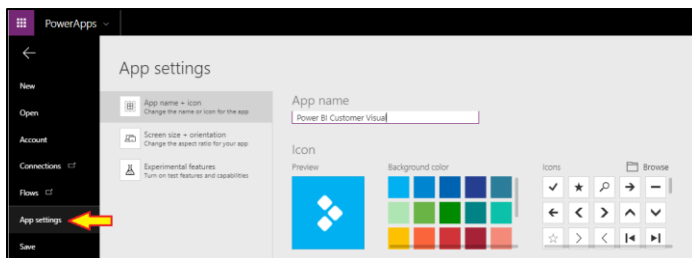 PowerApps
New
Open
Account
Connections
Flows
App settings
Save
App settings
App name + icon
Change the name or icon for the app
Screen size + orientation
Change the aspect ratio for your app
Experimental features
Turn on test features and capabilities
App name
Power BI Customer Visual
Icon
Preview
Background color
Icons
Browse